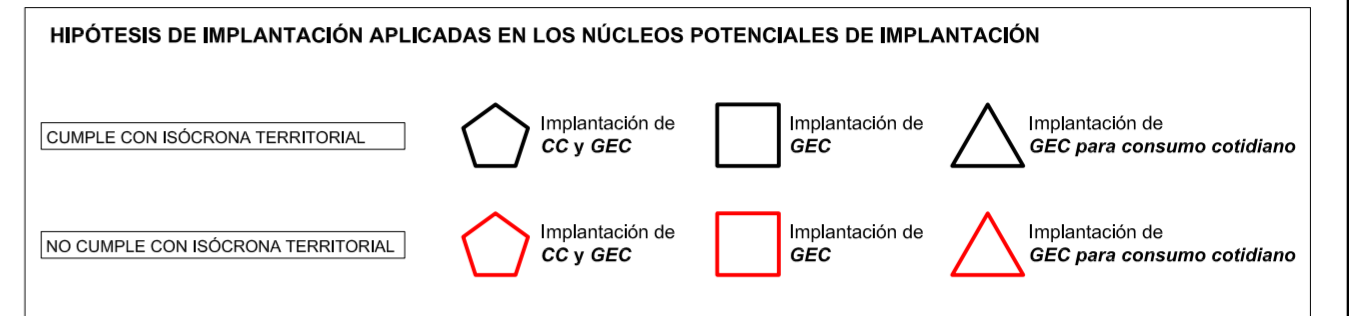 HIPÓTESIS DE IMPLANTACIÓN APLICADAS EN LOS NÚCLEOS POTENCIALES DE IMPLANTACIÓN
CUMPLE CON ISÓCRONA TERRITORIAL
Implantación de
CC y GEC
Implantación de
GEC
Implantación de
GEC para consumo cotidiano
NO CUMPLE CON ISÓCRONA TERRITORIAL
Implantación de
CC y GEC
Implantación de
GEC
Implantación de
GEC para consumo cotidiano